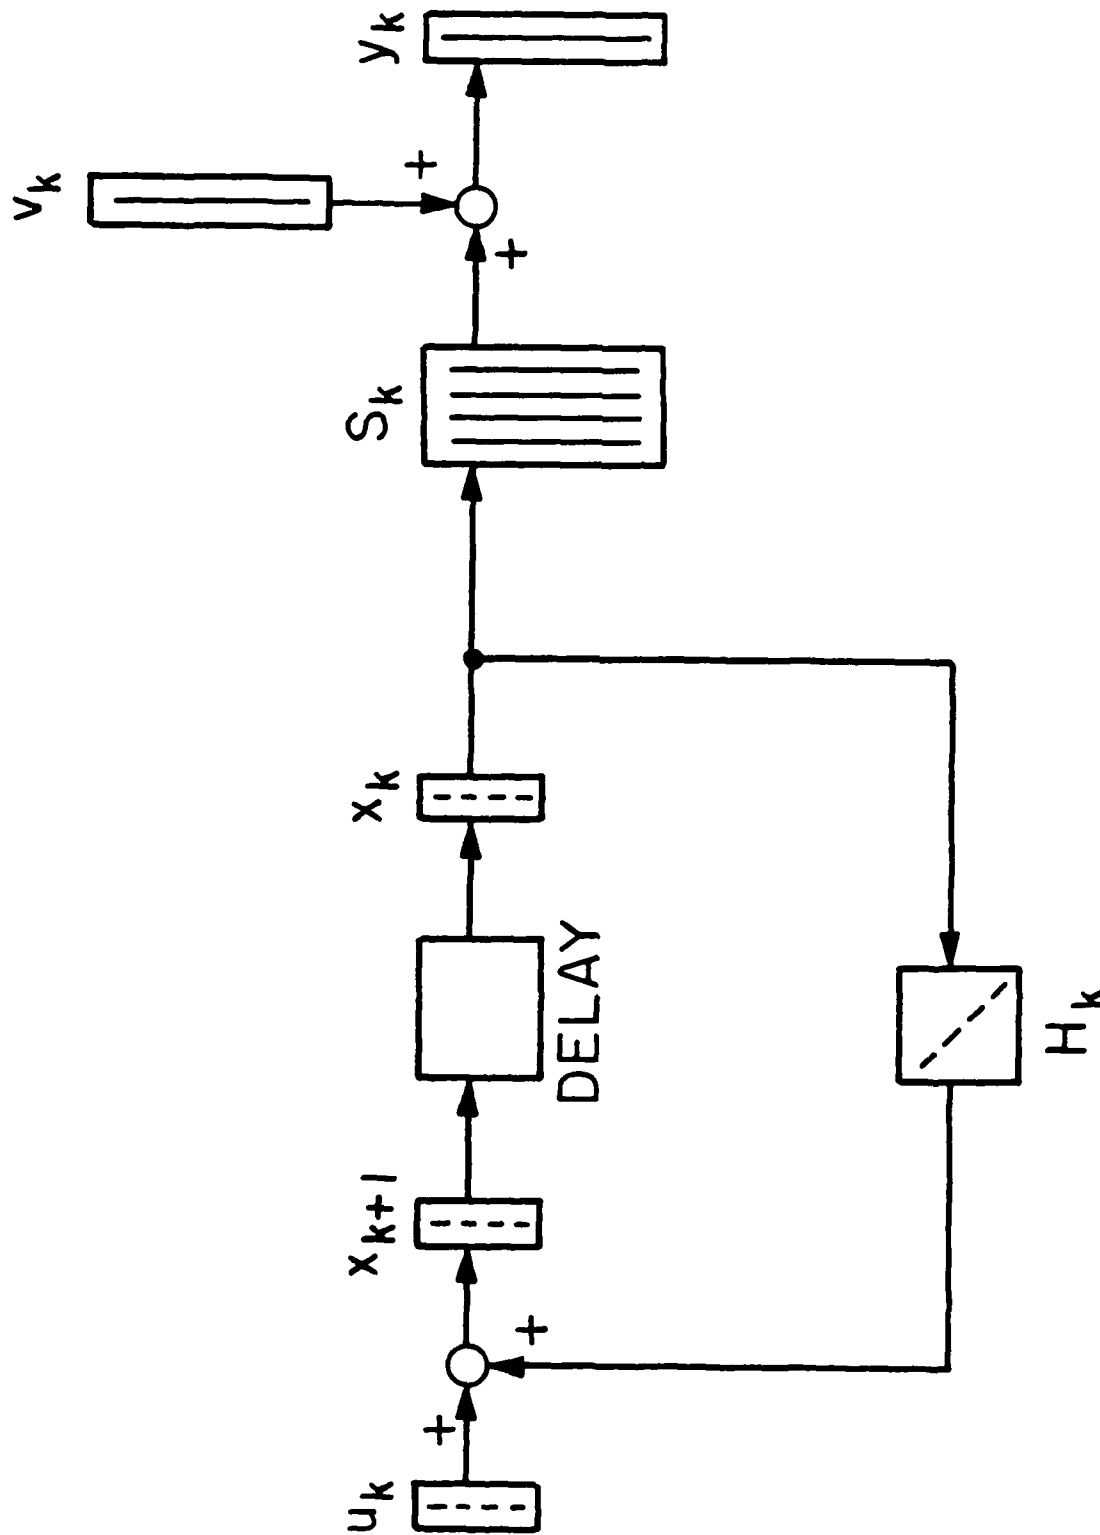 u_k
+
+
x_{k+1}
DELAY
x_k
H_k
S_k
+
+
v_k
y_k